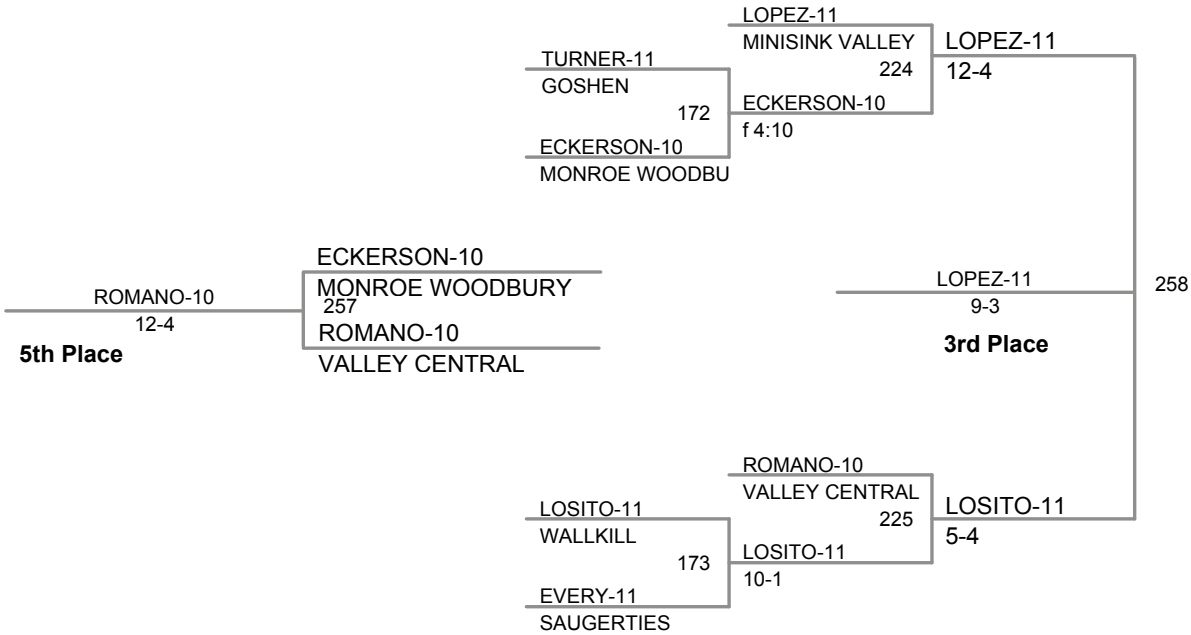 LOPEZ-11
MINISINK VALLEY
224
LOPEZ-11
12-4
TURNER-11
GOSHEN
172
ECKERSON-10
f 4:10
ECKERSON-10
MONROE WOODBU
ECKERSON-10
MONROE WOODBURY
257
ROMANO-10
VALLEY CENTRAL
ROMANO-10
12-4
5th Place
LOPEZ-11
9-3
3rd Place
258
ROMANO-10
VALLEY CENTRAL
225
LOSITO-11
5-4
LOSITO-11
WALLKILL
173
LOSITO-11
10-1
EVERY-11
SAUGERTIES